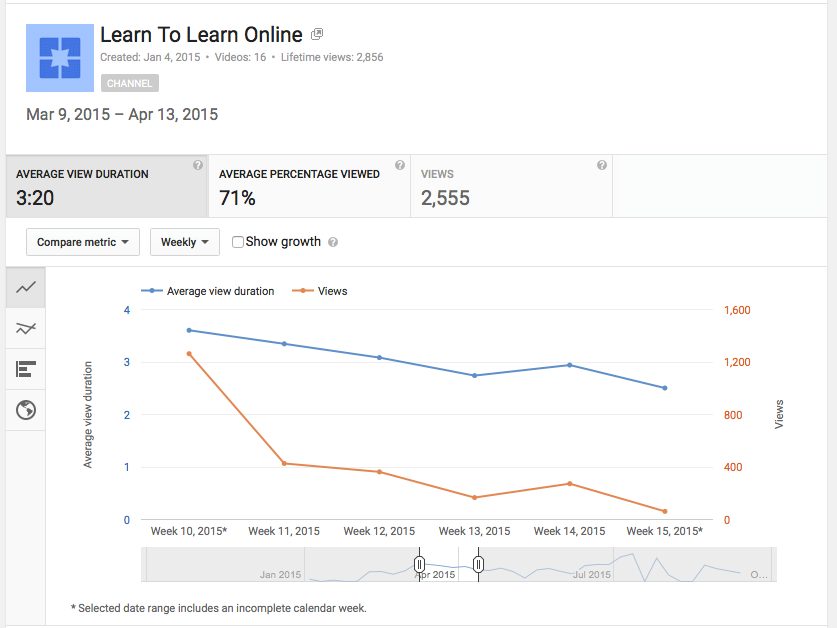 Learn To Learn Online
Created: Jan 4, 2015 • Videos: 16 • Lifetime views: 2,856
CHANNEL
Mar 9, 2015 – Apr 13, 2015
AVERAGE VIEW DURATION ?
3:20
AVERAGE PERCENTAGE VIEWED ?
71%
VIEWS ?
2,555
Compare metric Weekly Show growth ?
Average view duration Views
4 1,600
3 1,200
2 800
1 400
0 0
Average view duration
Views
Week 10, 2015* Week 11, 2015 Week 12, 2015 Week 13, 2015 Week 14, 2015 Week 15, 2015*
Jan 2015 Apr 2015 Jul 2015 O...
* Selected date range includes an incomplete calendar week.